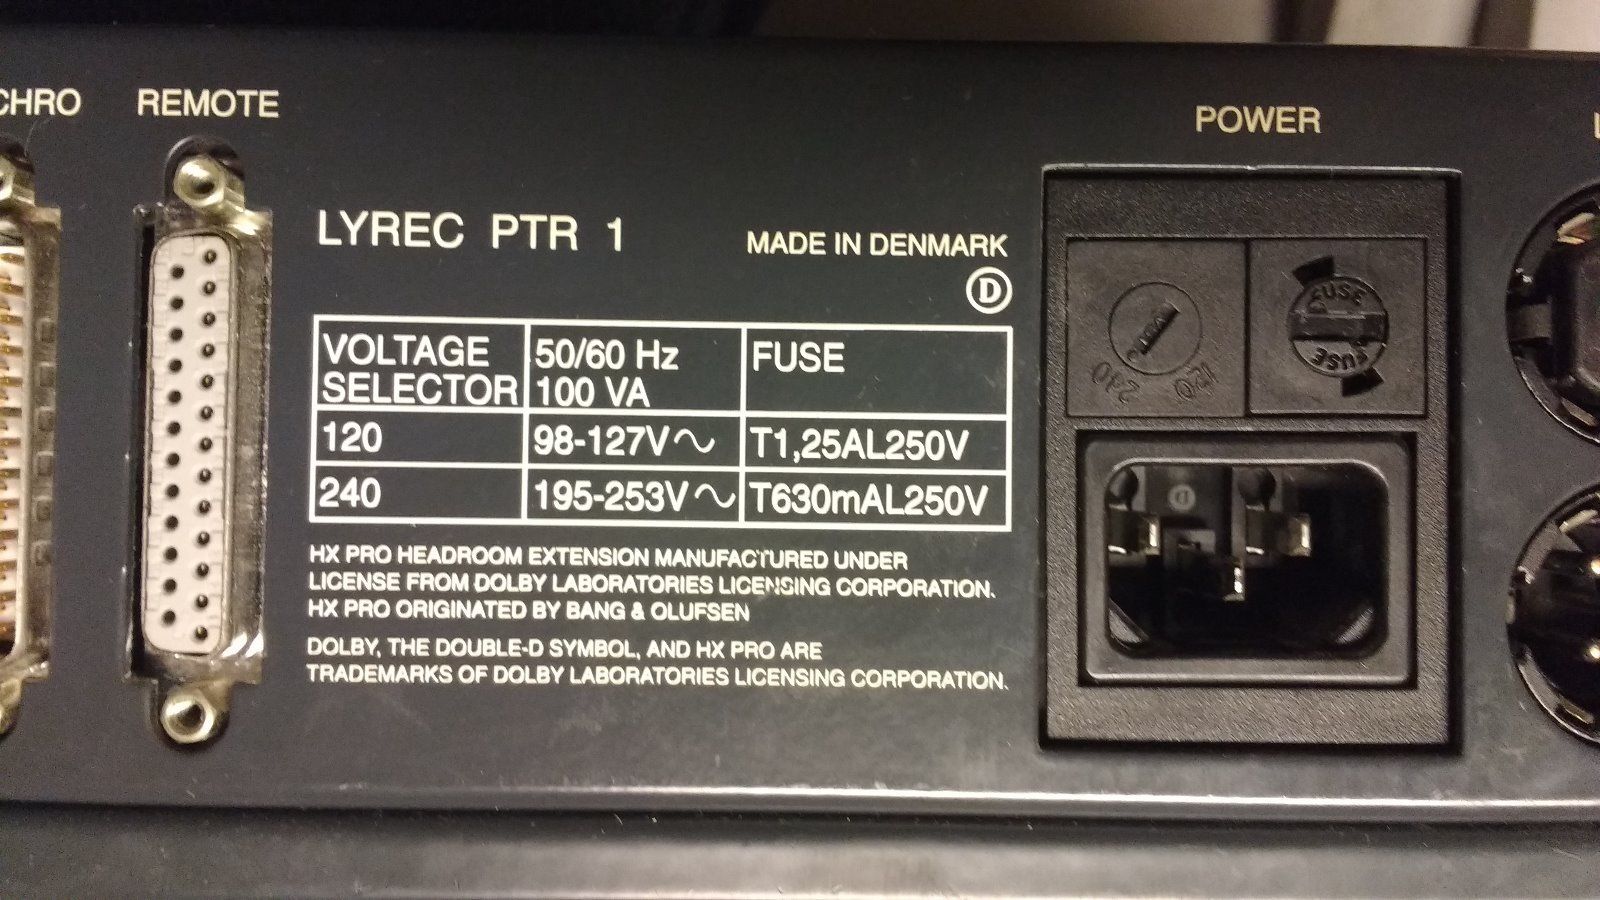 CHRO
REMOTE
POWER
LYREC PTR 1
MADE IN DENMARK
D
VOLTAGE SELECTOR 50/60 Hz 100 VA FUSE
120 98-127V~ T1,25AL250V
240 195-253V~ T630mAL250V
HX PRO HEADROOM EXTENSION MANUFACTURED UNDER
LICENSE FROM DOLBY LABORATORIES LICENSING CORPORATION.
HX PRO ORIGINATED BY BANG & OLUFSEN
DOLBY, THE DOUBLE-D SYMBOL, AND HX PRO ARE
TRADEMARKS OF DOLBY LABORATORIES LICENSING CORPORATION.
FUSE
FUSE
240 120